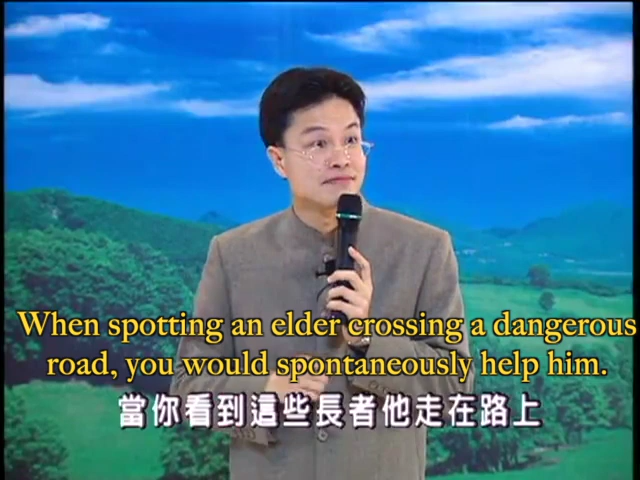 When spotting an elder crossing a dangerous
road, you would spontaneously help him.
當你看到這些長者他走在路上